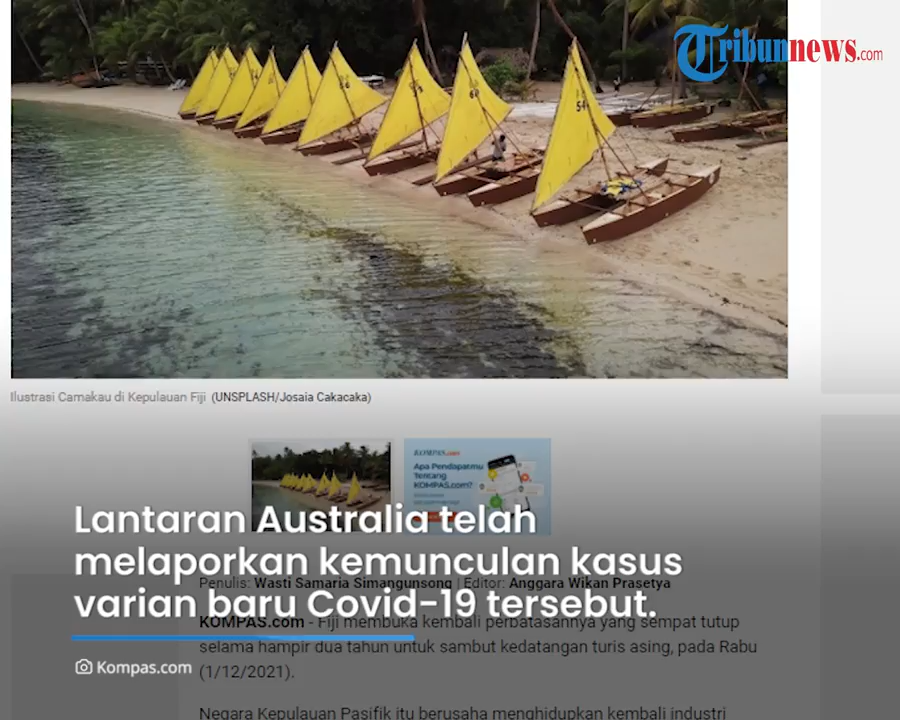 Tribunnews.com
54
Ilustrasi Camakau di Kepulauan Fiji (UNSPLASH/Josaia Cakacaka)
KOMPAS.com
Apa Pendapatmu
Tentang
KOMPAS.com?
Lantaran Australia telah
melaporkan kemunculan kasus
Penulis: Wasti Samaria Simangunsong | Editor: Anggara Wikan Prasetya
varian baru Covid-19 tersebut.
KOMPAS.com - Fiji membuka kembali perbatasannya yang sempat tutup
selama hampir dua tahun untuk sambut kedatangan turis asing, pada Rabu
Kompas.com
(1/12/2021).
Negara Kepulauan Pasifik itu berusaha menghidupkan kembali industri